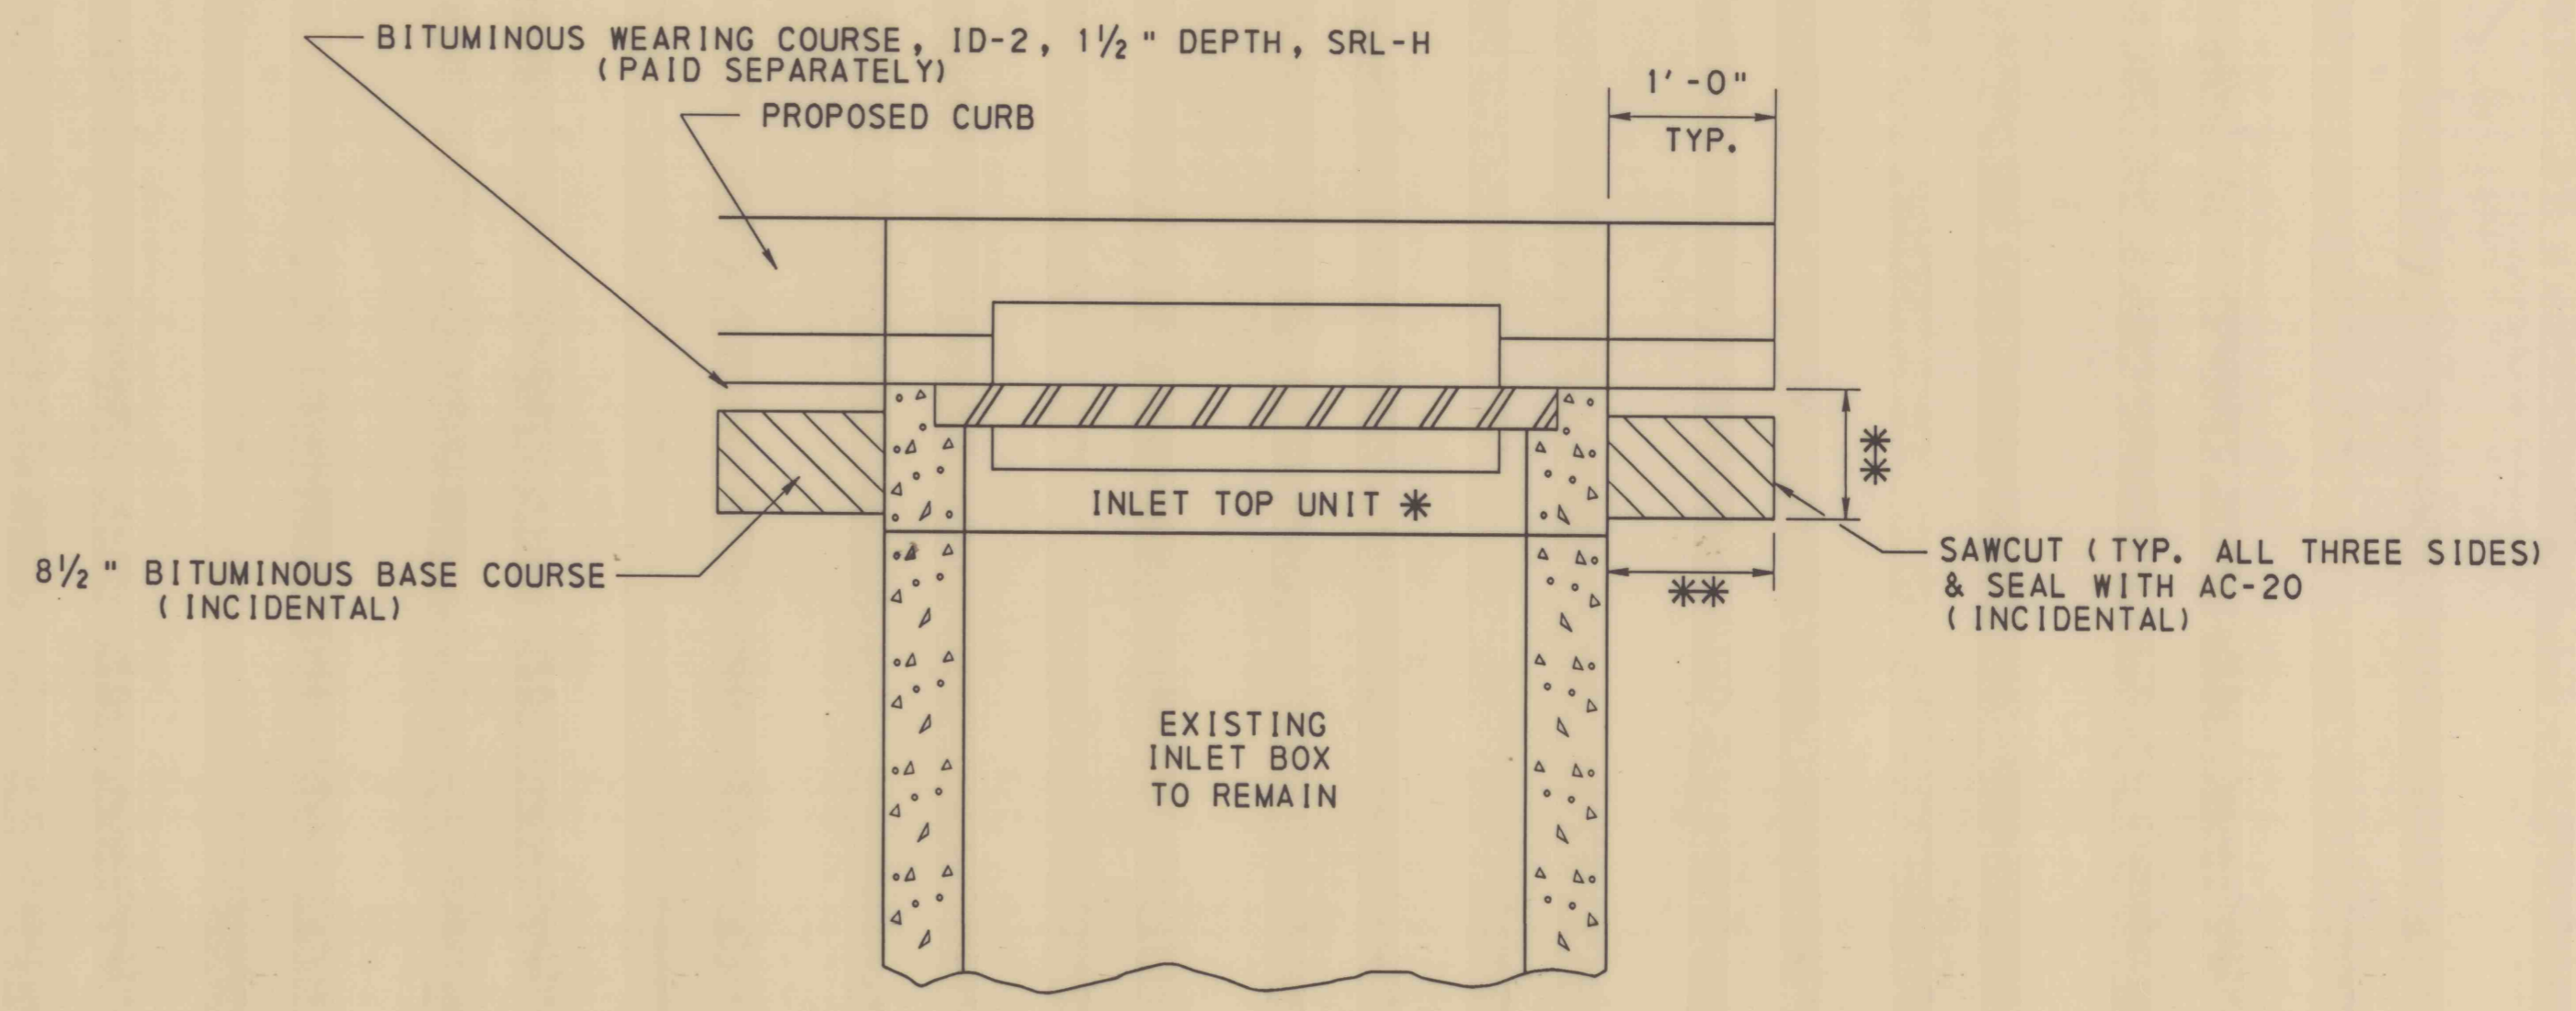 BITUMINOUS WEARING COURSE, ID-2, 1½" DEPTH, SRL-H
(PAID SEPARATELY)
PROPOSED CURB
1'-0"
TYP.
INLET TOP UNIT *
**
**
8½" BITUMINOUS BASE COURSE
(INCIDENTAL)
SAWCUT (TYP. ALL THREE SIDES)
& SEAL WITH AC-20
(INCIDENTAL)
EXISTING
INLET BOX
TO REMAIN